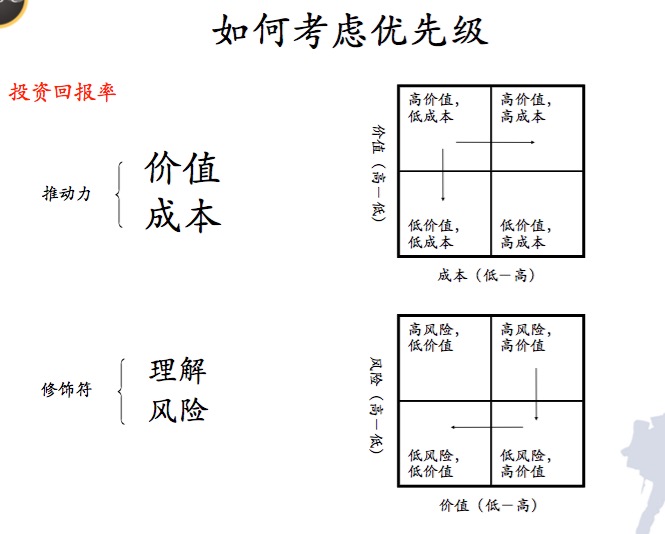 如何考虑优先级
投资回报率
推动力
价值
成本
高价值，
低成本
高价值，
高成本
低价值，
低成本
低价值，
高成本
价值（高－低）
成本（低－高）
修饰符
理解
风险
高风险，
低价值
高风险，
高价值
低风险，
低价值
低风险，
高价值
风险（高－低）
价值（低－高）